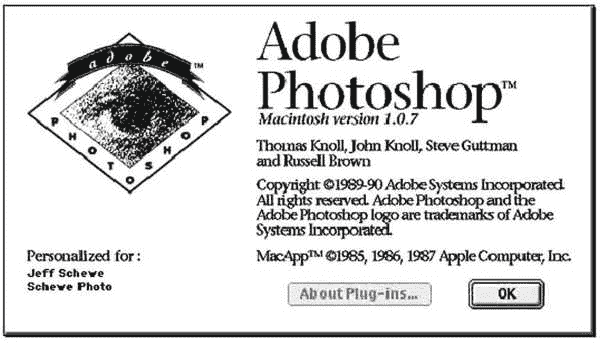 adobe™
PHOTOSHOP
Adobe
Photoshop™
Macintosh version 1.0.7
Thomas Knoll, John Knoll, Steve Guttman
and Russell Brown
Copyright ©1989-90 Adobe Systems Incorporated.
All rights reserved. Adobe Photoshop and the
Adobe Photoshop logo are trademarks of Adobe
Systems Incorporated.
Personalized for :
Jeff Schewe
Schewe Photo
MacApp™ ©1985, 1986, 1987 Apple Computer, Inc.
About Plug-ins...
OK